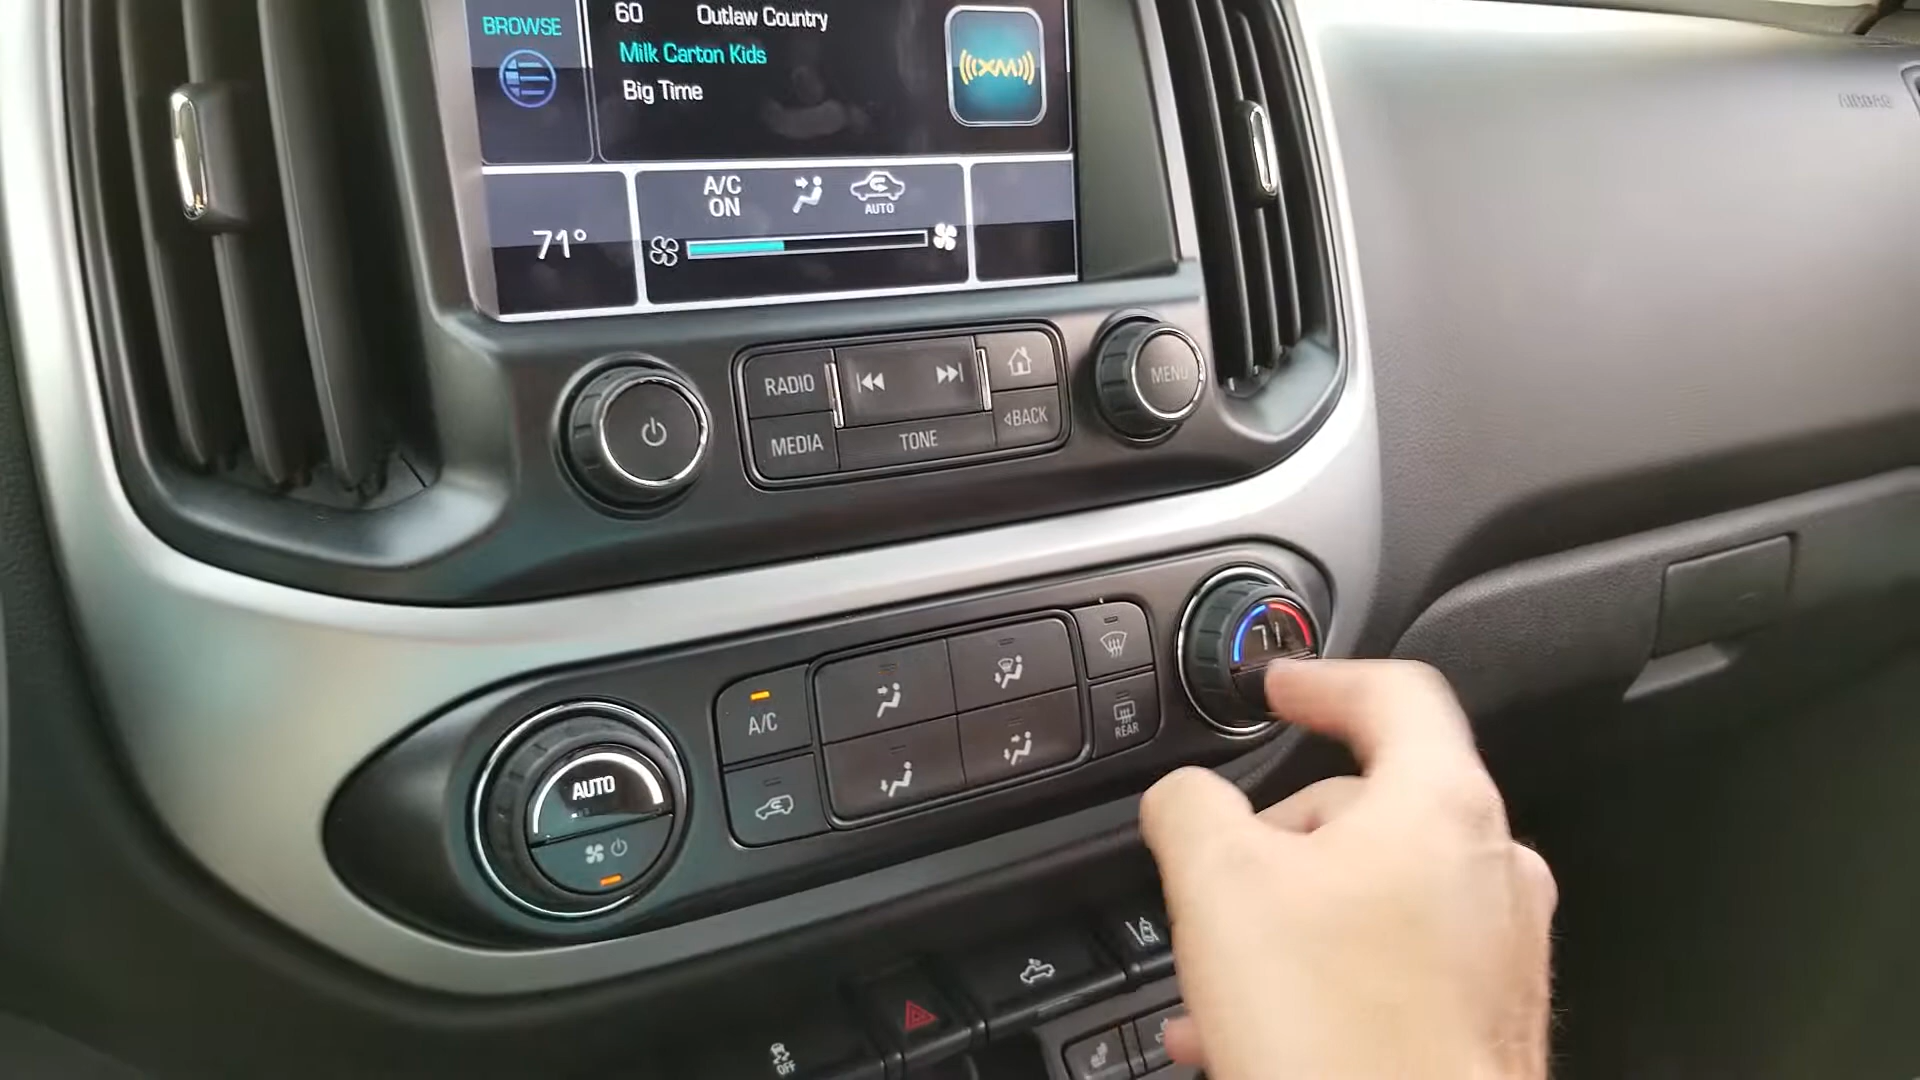 BROWSE
60 Outlaw Country
Milk Carton Kids
Big Time
((XM))
A/C
ON
AUTO
71°
AIRBAG
RADIO
MEDIA
TONE
BACK
MENU
71
A/C
REAR
AUTO
OFF